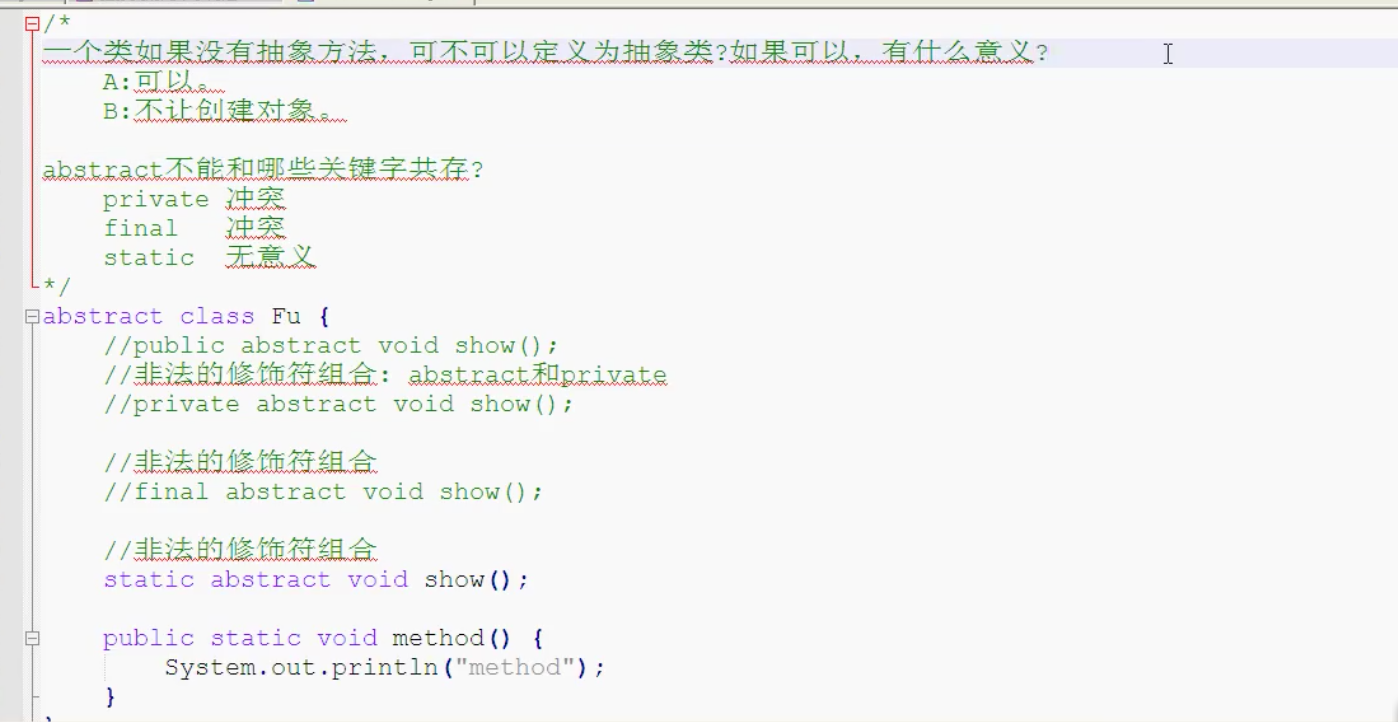 /*
一个类如果没有抽象方法，可不可以定义为抽象类?如果可以，有什么意义?
A:可以。
B:不让创建对象。
abstract不能和哪些关键字共存?
private 冲突
final 冲突
static 无意义
*/
abstract class Fu {
//public abstract void show();
//非法的修饰符组合: abstract和private
//private abstract void show();
//非法的修饰符组合
//final abstract void show();
//非法的修饰符组合
static abstract void show();
public static void method() {
System.out.println("method");
}